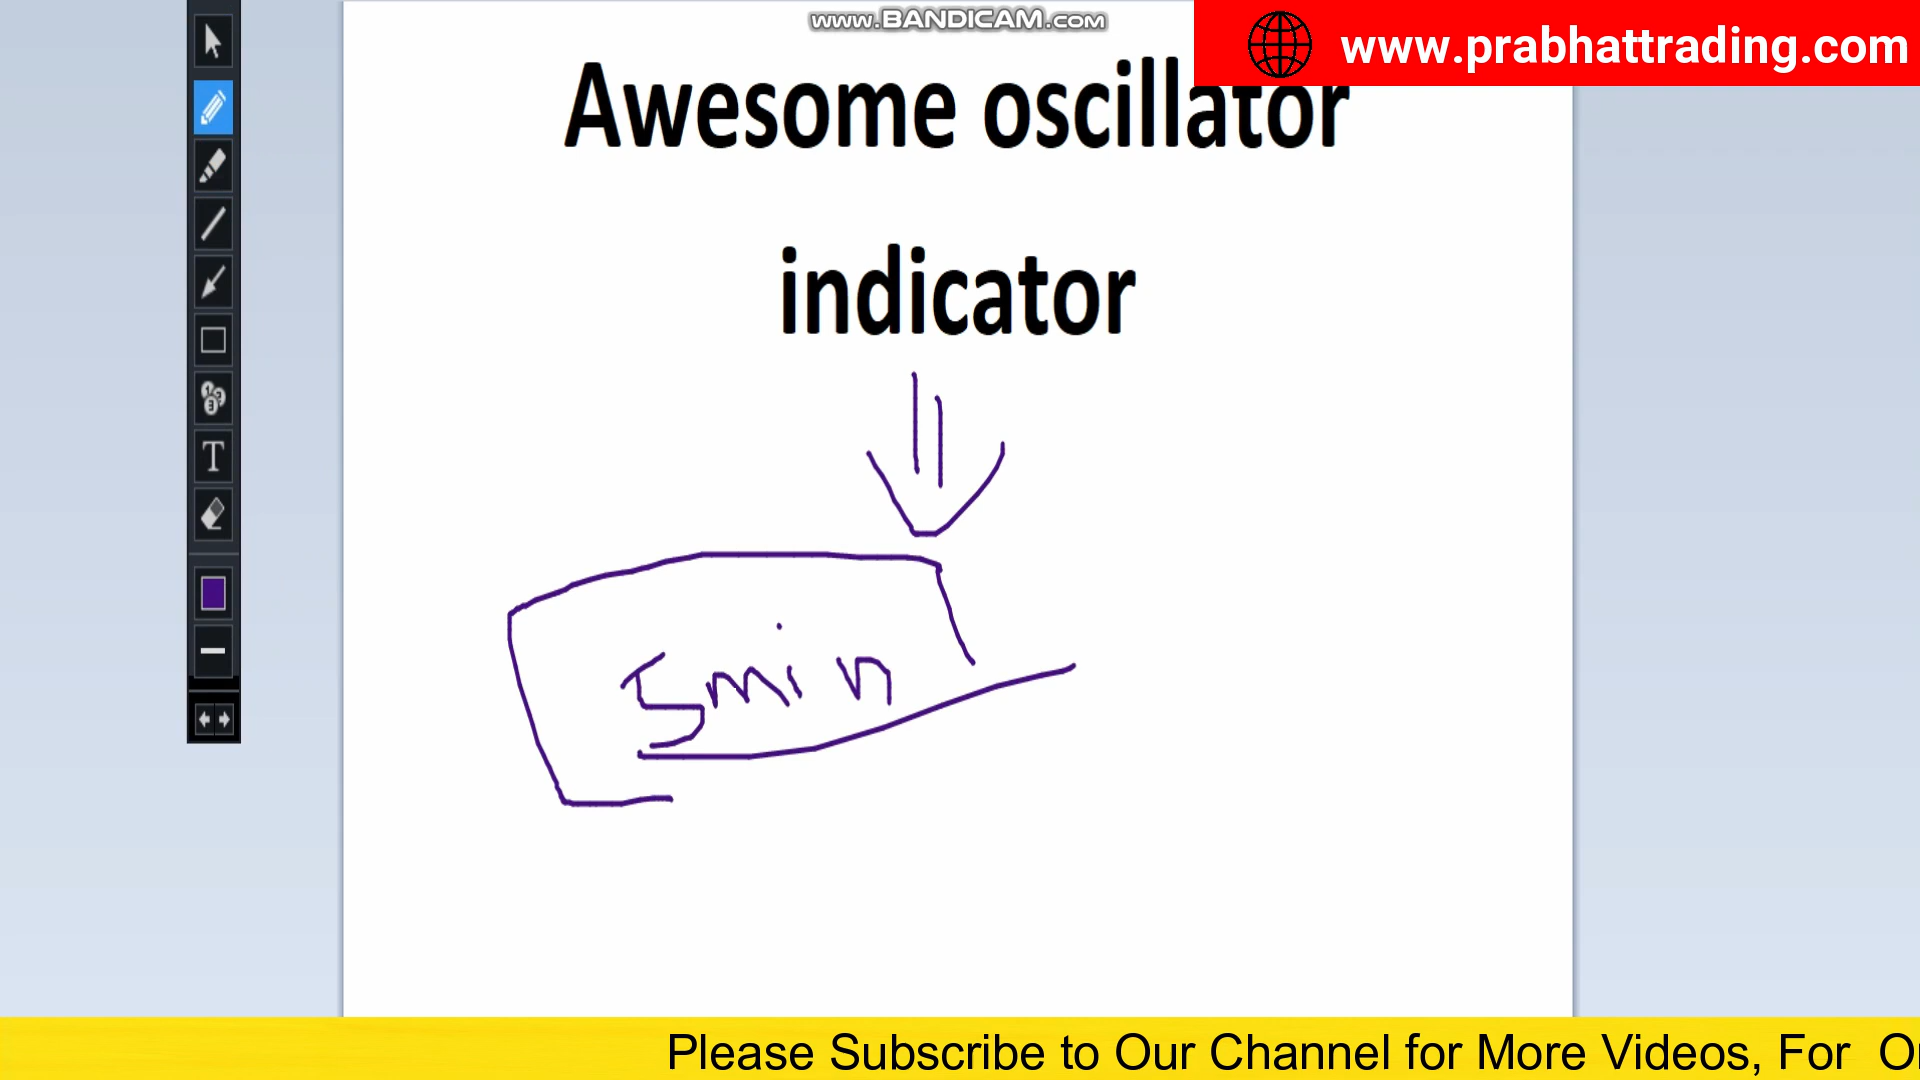 www.BANDICAM.com
www.prabhattrading.com
Awesome oscillator
indicator
5min
Please Subscribe to Our Channel for More Videos, For